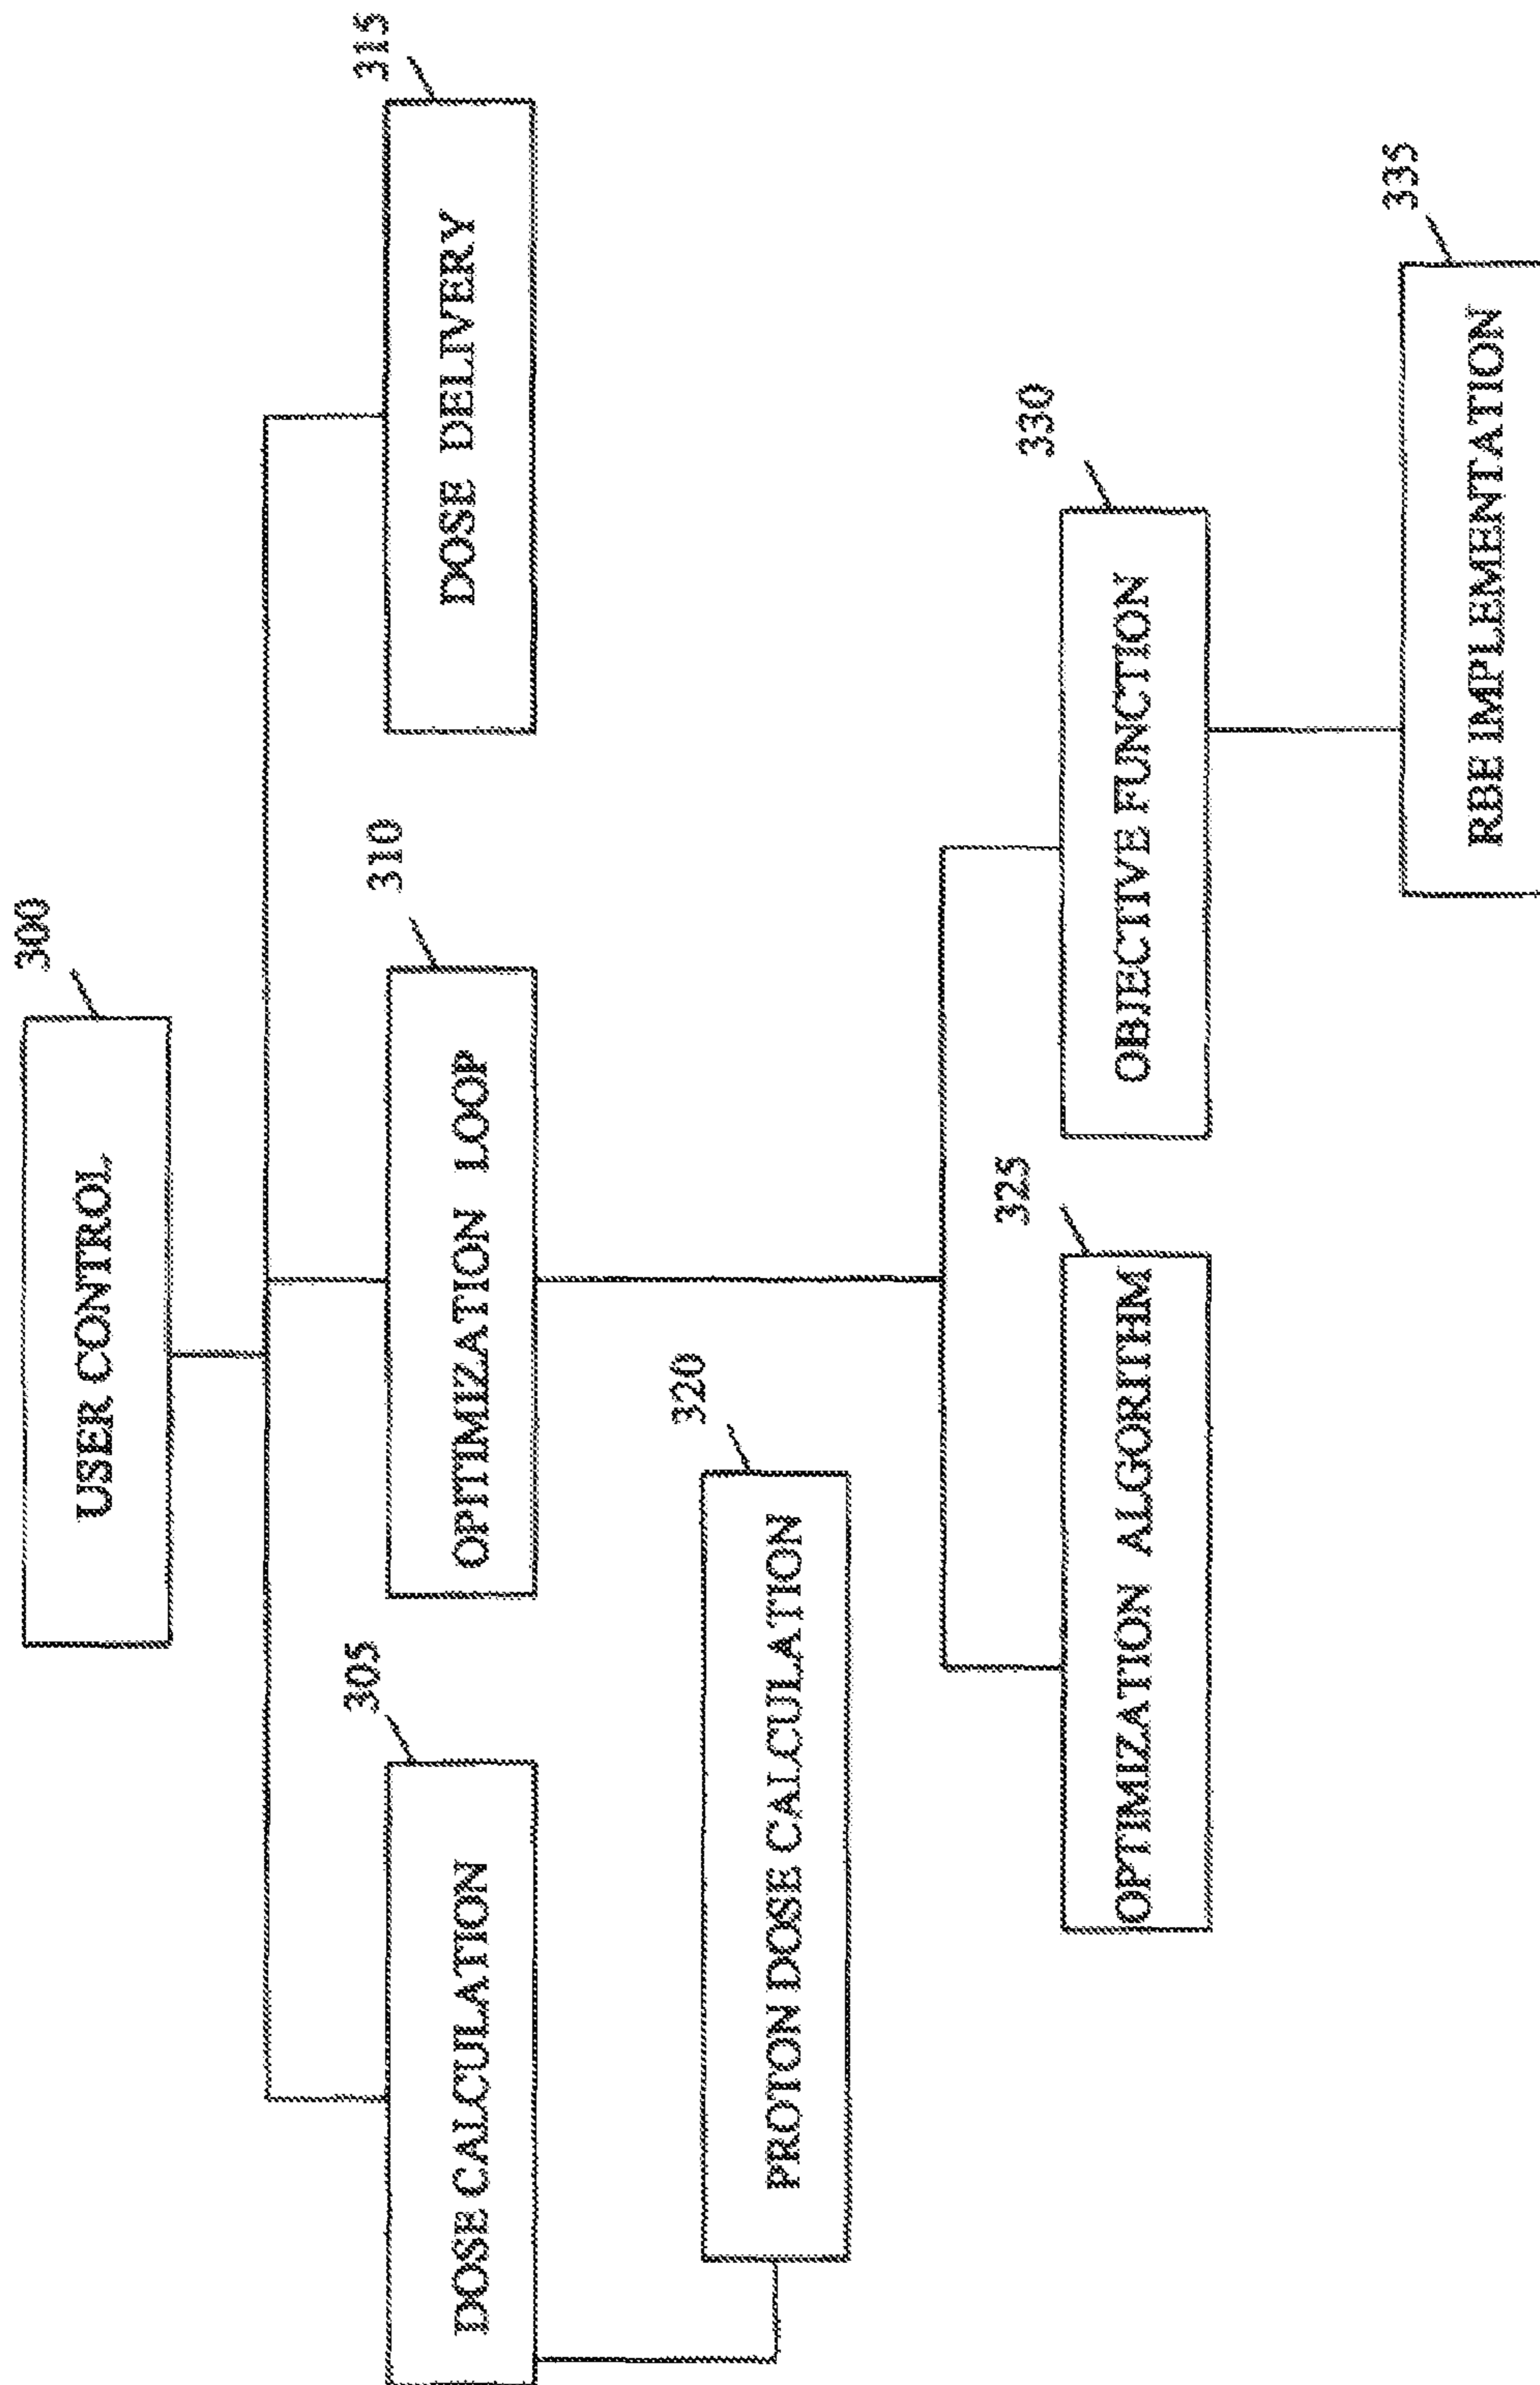 300
USER CONTROL
305
DOSE CALCULATION
310
OPTIMIZATION LOOP
315
DOSE DELIVERY
320
PROTON DOSE CALCULATION
325
OPTIMIZATION ALGORITHM
330
OBJECTIVE FUNCTION
335
RBE IMPLEMENTATION